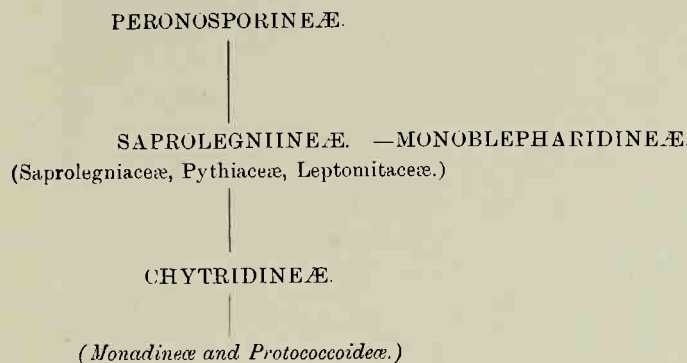 PERONOSPORINEÆ.
SAPROLEGNIINEÆ. —MONOBLEPHARIDINEÆ.
(Saprolegniaceæ, Pythiaceæ, Leptomitaceæ.)
CHYTRIDINEÆ.
(Monadineæ and Protococcoideæ.)